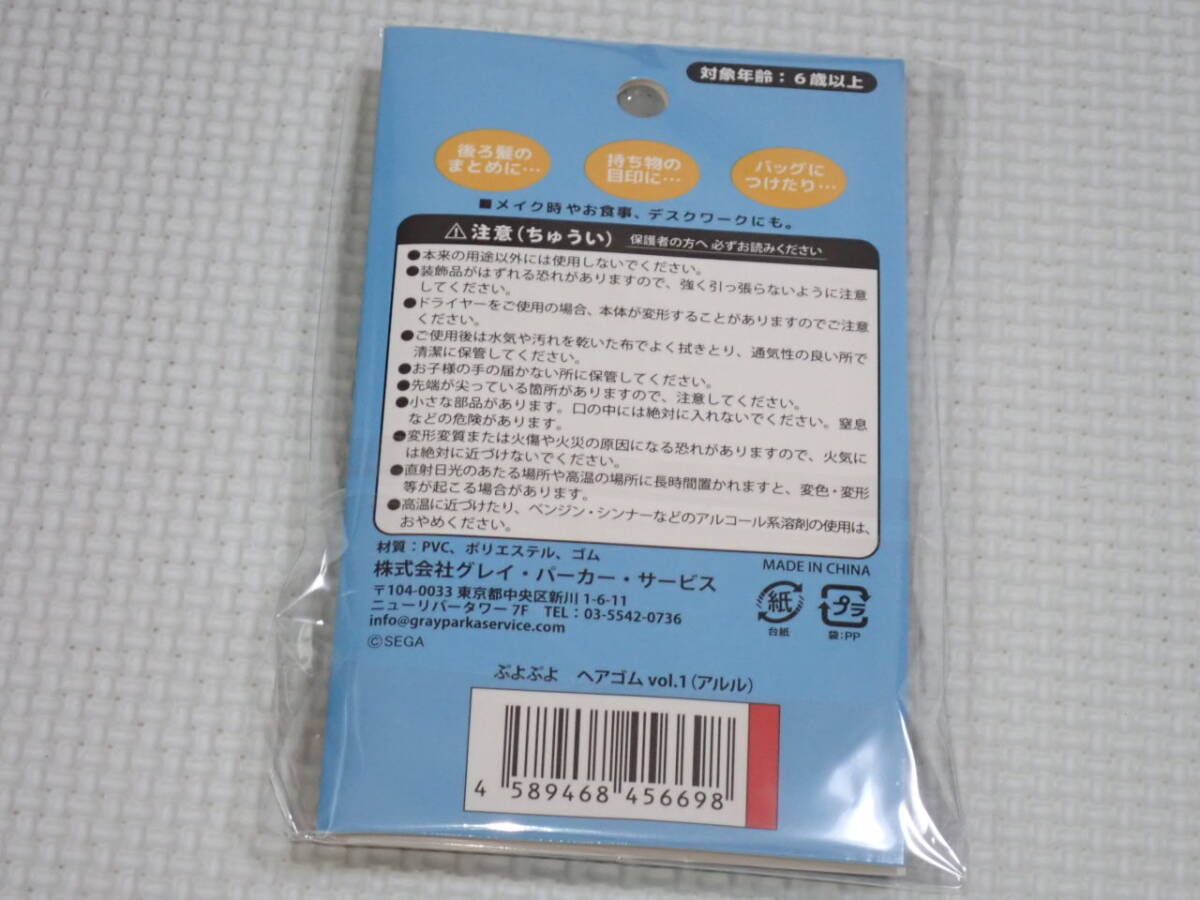 対象年齢：6歳以上
後ろ髪の
まとめに…
持ち物の
目印に…
バッグに
つけたり…
■メイク時やお食事、デスクワークにも。
⚠注意（ちゅうい） 保護者の方へ 必ずお読みください
●本来の用途以外には使用しないでください。
●装飾品がはずれる恐れがありますので、強く引っ張らないように注意
してください。
●ドライヤーをご使用の場合、本体が変形することがありますのでご注意
ください。
●ご使用後は水気や汚れを乾いた布でよく拭きとり、通気性の良い所で
清潔に保管してください。
●お子様の手の届かない所に保管してください。
●先端が尖っている箇所がありますので、注意してください。
●小さな部品があります。口の中には絶対に入れないでください。窒息
などの危険があります。
●変形変質または火傷や火災の原因になる恐れがありますので、火気に
は絶対に近づけないでください。
●直射日光のあたる場所や高温の場所に長時間置かれますと、変色・変形
等が起こる場合があります。
●高温に近づけたり、ベンジン・シンナーなどのアルコール系溶剤の使用は、
おやめください。
材質：PVC、ポリエステル、ゴム
MADE IN CHINA
株式会社グレイ・パーカー・サービス
〒104-0033 東京都中央区新川 1-6-11
ニューリバータワー 7F TEL：03-5542-0736
info@grayparkaservice.com
©SEGA
紙
台紙
プラ
袋:PP
ぷよぷよ ヘアゴム vol.1（アルル）
4 589468 456698